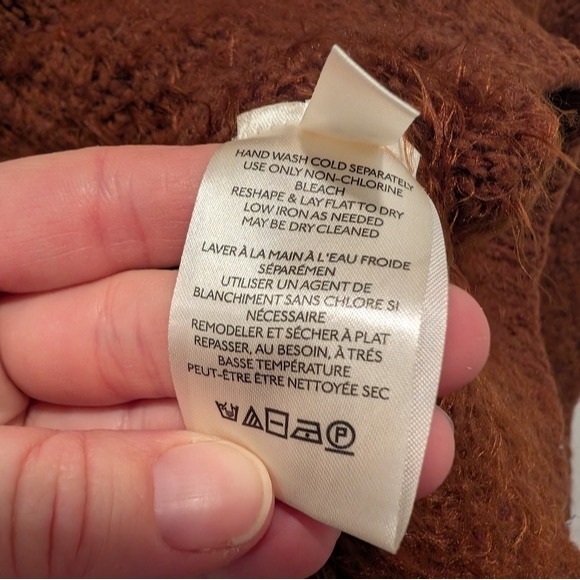 HAND WASH COLD SEPARATELY
USE ONLY NON-CHLORINE
BLEACH
RESHAPE & LAY FLAT TO DRY
LOW IRON AS NEEDED
MAY BE DRY CLEANED
LAVER À LA MAIN À L'EAU FROIDE
SÉPARÉMEN
UTILISER UN AGENT DE
BLANCHIMENT SANS CHLORE SI
NÉCESSAIRE
REMODELER ET SÉCHER À PLAT
REPASSER, AU BESOIN, À TRÉS
BASSE TEMPÉRATURE
PEUT-ÊTRE ÊTRE NETTOYÉE SEC
P